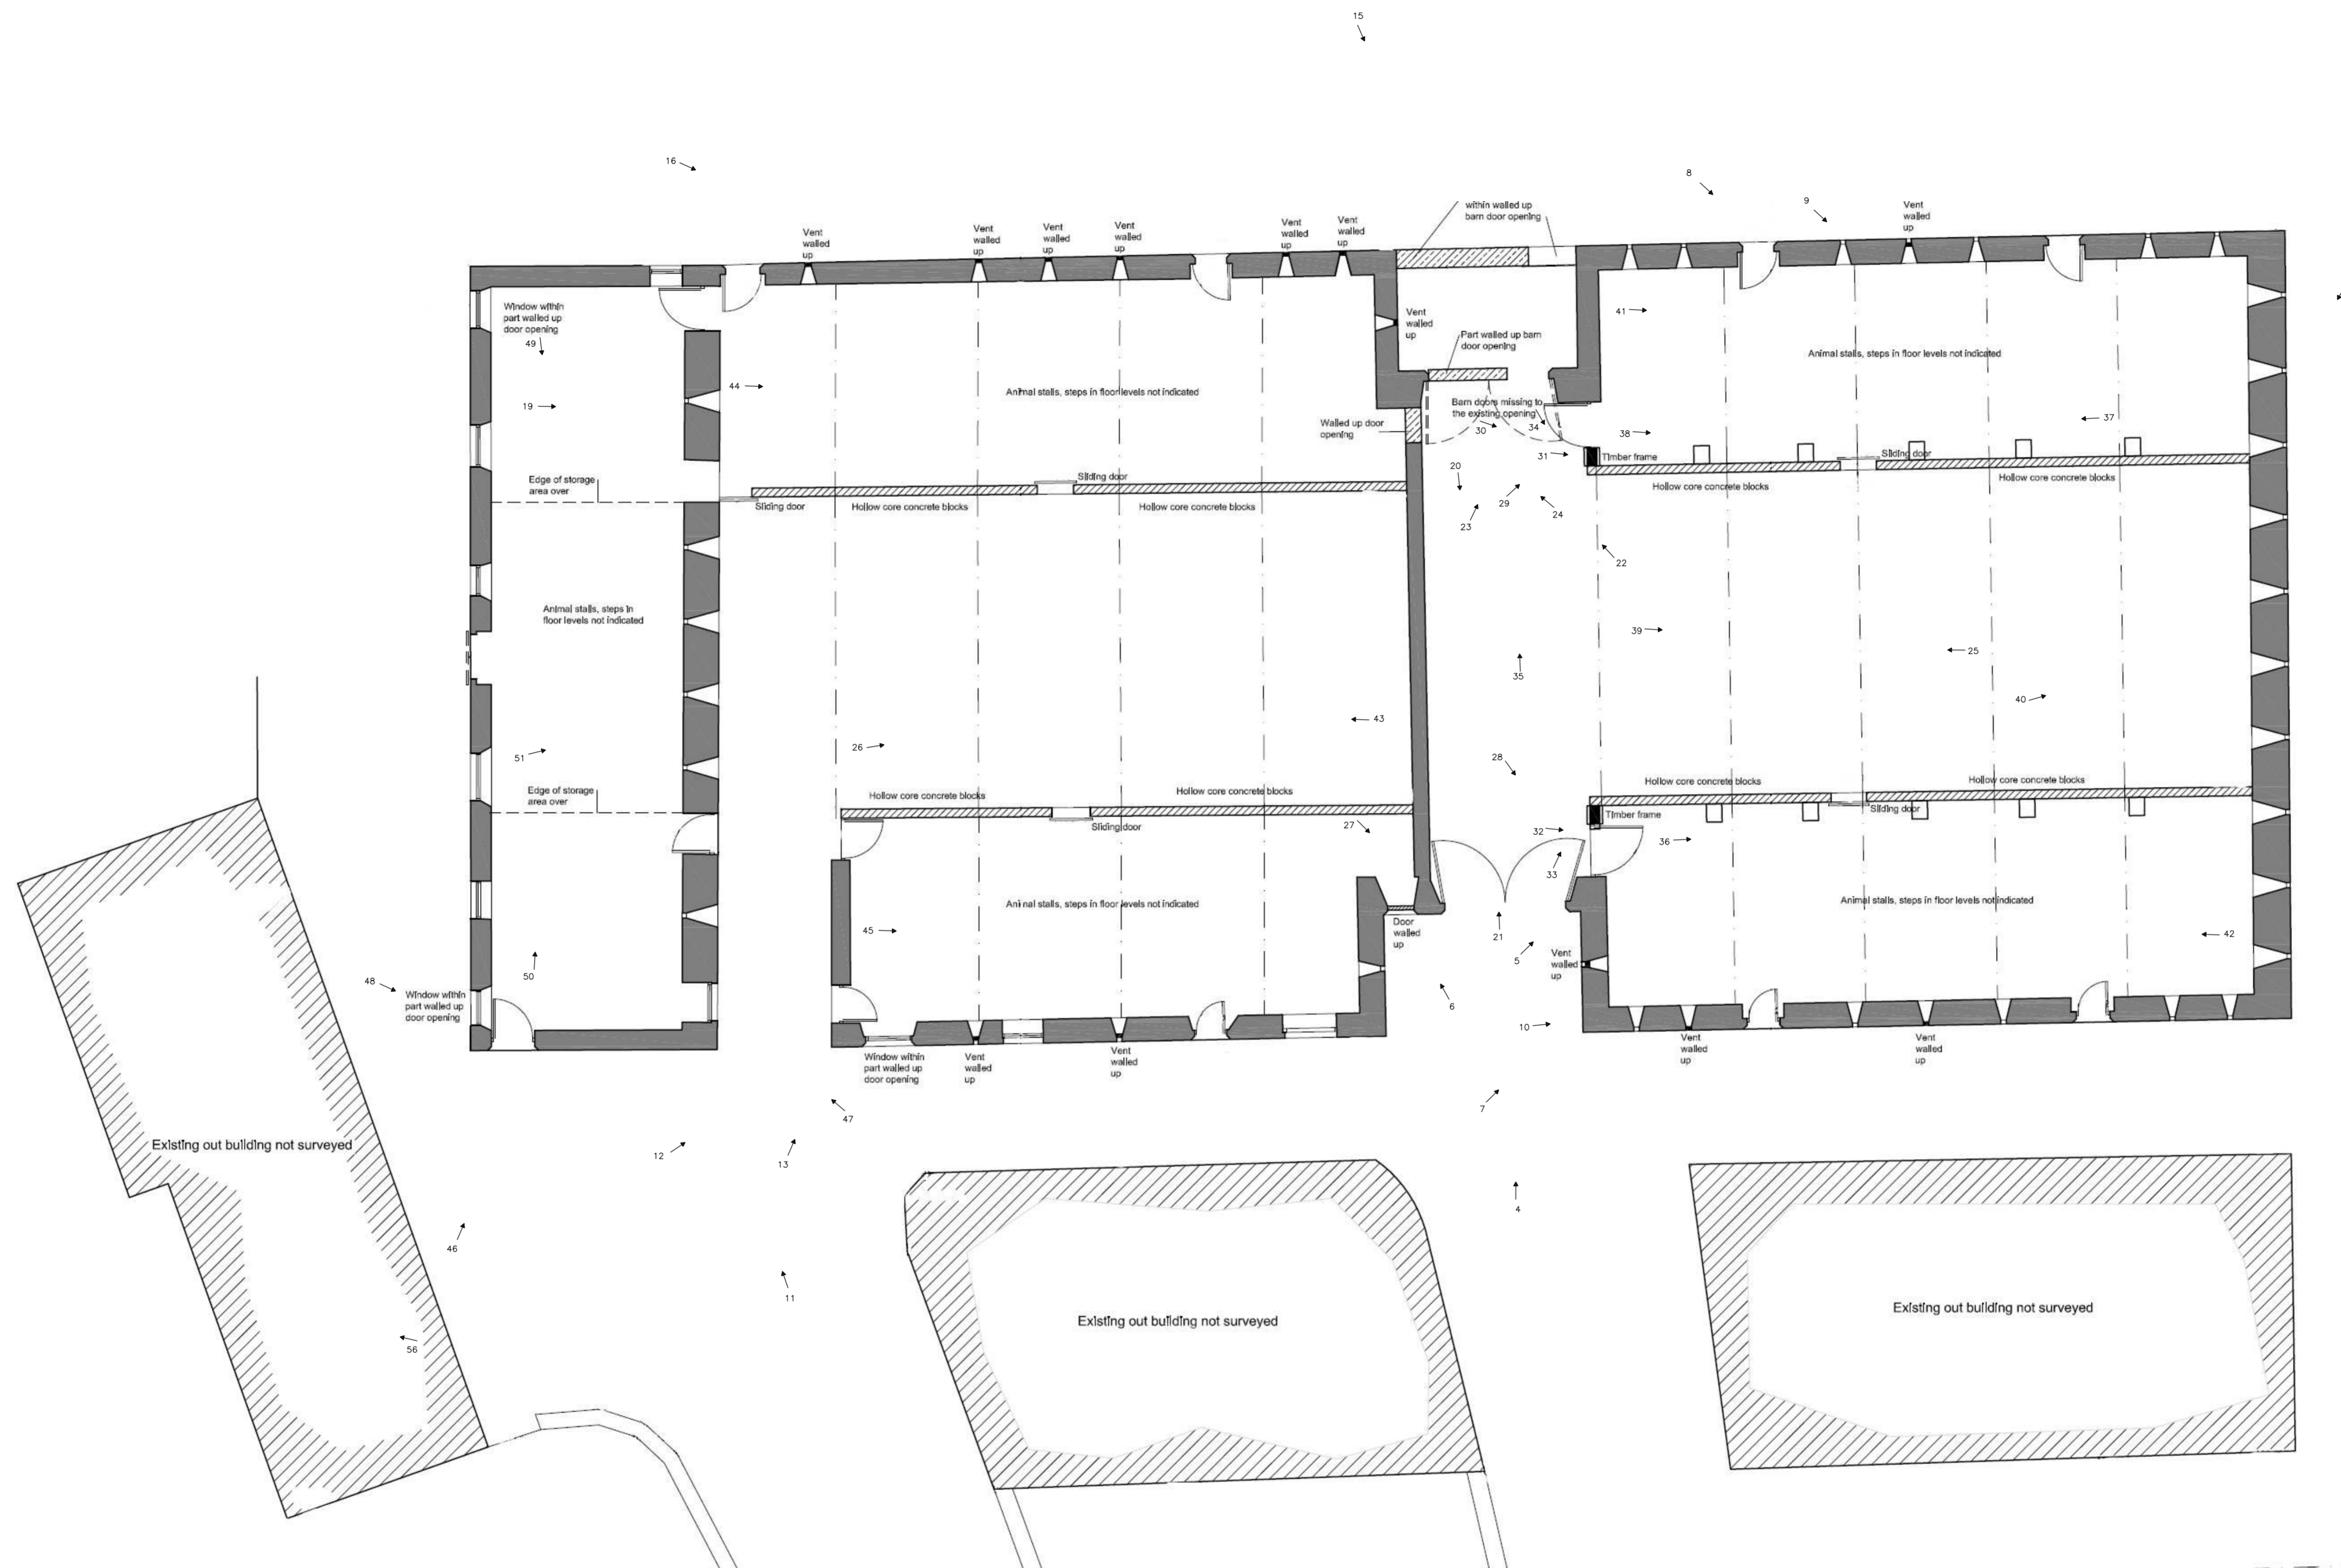 15
16
8
9
within walled up
barn door opening
Vent
walled
up
Vent
walled
up
Vent
walled
up
Vent
walled
up
Vent
walled
up
Vent
walled
up
Vent
walled
up
Window within
part walled up
door opening
49
Vent
walled
up
41
Part walled up barn
door opening
Animal stalls, steps in floor levels not indicated
44
Animal stalls, steps in floor levels not indicated
19
Barn doors missing to
the existing opening
37
Walled up door
opening
30
34
38
31
Timber frame
Sliding door
20
Edge of storage
area over
Sliding door
Hollow core concrete blocks
Hollow core concrete blocks
Sliding door
Hollow core concrete blocks
Hollow core concrete blocks
29
24
23
22
Animal stalls, steps in
floor levels not indicated
39
25
35
40
43
26
51
28
Edge of storage
area over
Hollow core concrete blocks
Hollow core concrete blocks
Hollow core concrete blocks
Hollow core concrete blocks
Sliding door
27
Timber frame
Sliding door
32
36
33
Animal stalls, steps in floor levels not indicated
Animal stalls, steps in floor levels not indicated
45
Door
walled
up
21
42
5
Vent
walled
up
50
48
Window within
part walled up
door opening
6
10
Window within
part walled up
door opening
Vent
walled
up
Vent
walled
up
Vent
walled
up
Vent
walled
up
47
7
12
13
Existing out building not surveyed
4
46
11
Existing out building not surveyed
Existing out building not surveyed
56